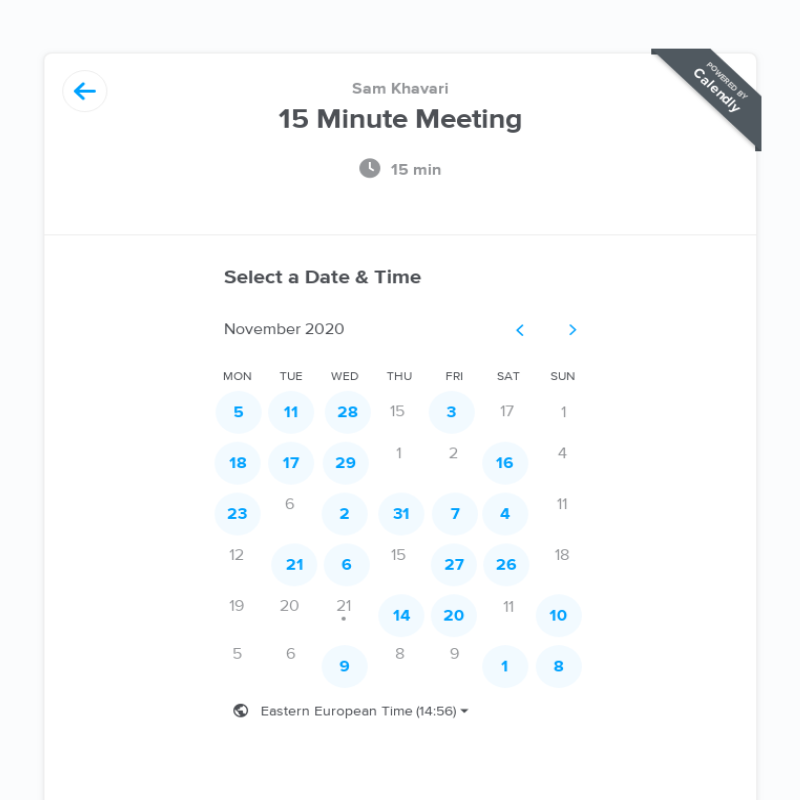 POWERED BY
Calendly
Sam Khavari
15 Minute Meeting
15 min
Select a Date & Time
November 2020
MON TUE WED THU FRI SAT SUN
5 11 28 15 3 17 1
18 17 29 1 2 16 4
23 6 2 31 7 4 11
12 21 6 15 27 26 18
19 20 21 14 20 11 10
5 6 9 8 9 1 8
Eastern European Time (14:56)